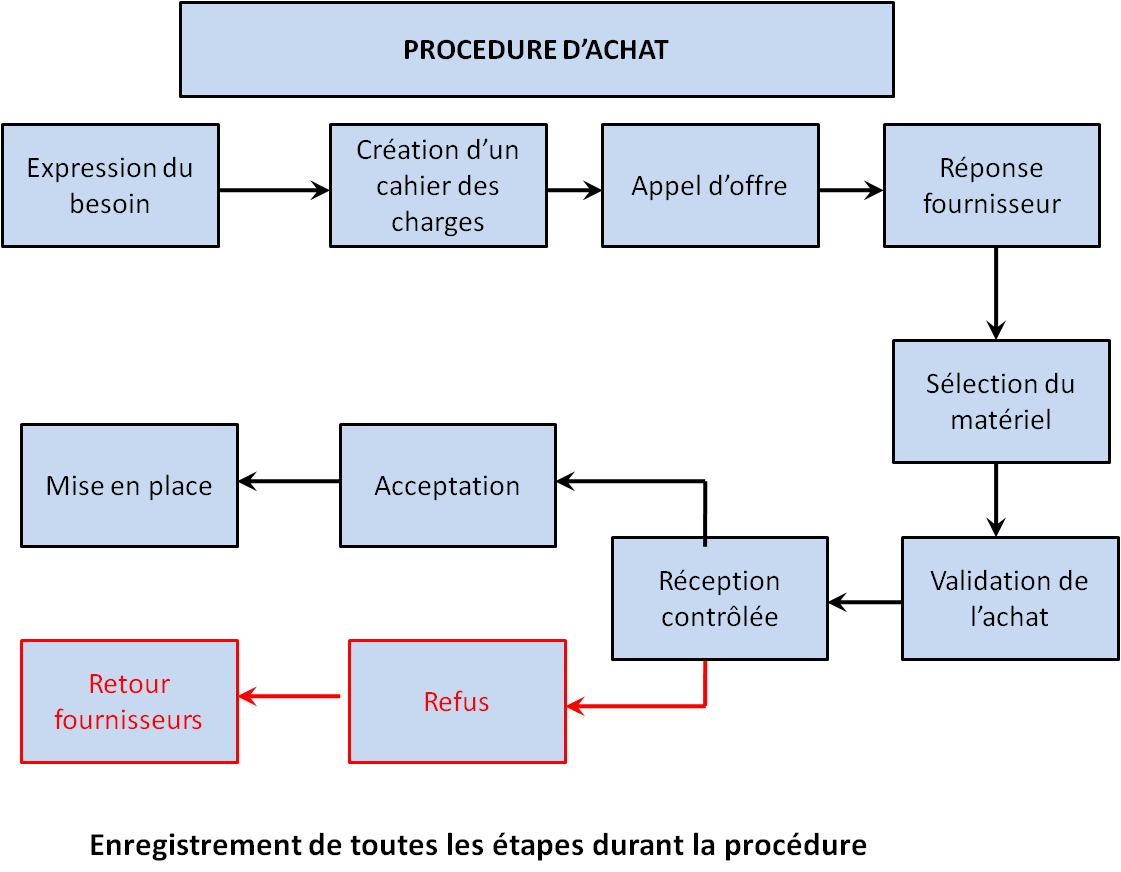 PROCEDURE D’ACHAT
Expression du
besoin
Création d’un
cahier des
charges
Appel d’offre
Réponse
fournisseur
Sélection du
matériel
Validation de
l’achat
Réception
contrôlée
Acceptation
Mise en place
Refus
Retour
fournisseurs
Enregistrement de toutes les étapes durant la procédure